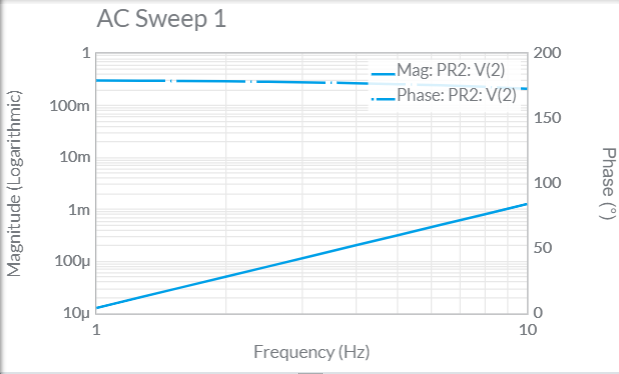 AC Sweep 1
Mag: PR2: V(2)
Phase: PR2: V(2)
Magnitude (Logarithmic)
1
100m
10m
1m
100µ
10µ
200
150
100
50
0
Phase (°)
1
10
Frequency (Hz)